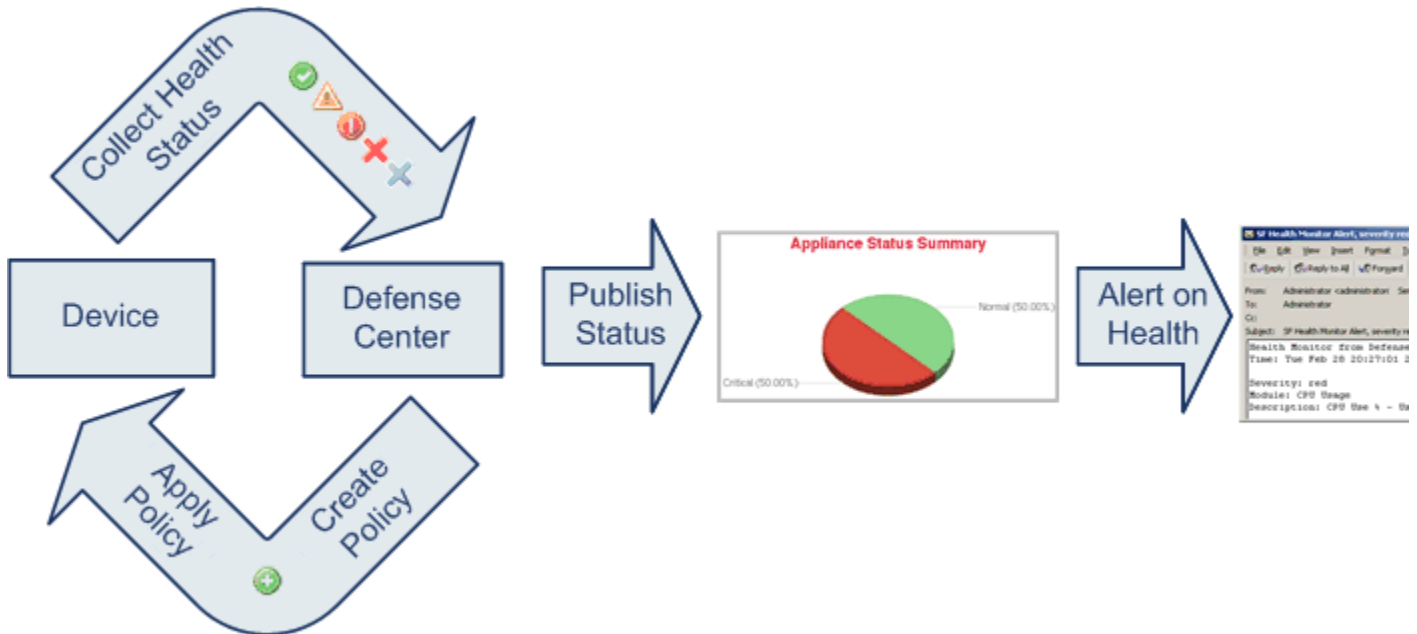 Collect Health
Status
Device
Defense
Center
Apply
Policy
Create
Policy
Publish
Status
Appliance Status Summary
Normal (50.00%)
Critical (50.00%)
Alert on
Health
SF Health Monitor Alert, severity red
File Edit View Insert Format
Reply Reply to All Forward
From: Administrator <administrator
To: Administrator
Cc:
Subject: SF Health Monitor Alert, severity
Health Monitor from Defense
Time: Tue Feb 28 20:27:01 2
Severity: red
Module: CPU Usage
Description: CPU Use % -